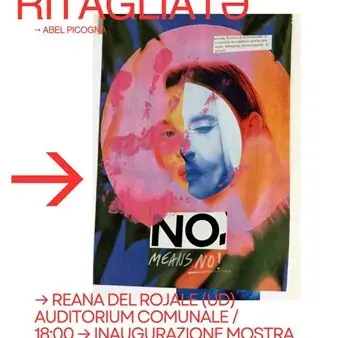 RITAGLIATƏ
→ ABEL PICOGNA
NO,
MEANS NO!
→ REANA DEL ROJALE (UD)
AUDITORIUM COMUNALE /
18:00 → INAUGURAZIONE MOSTRA